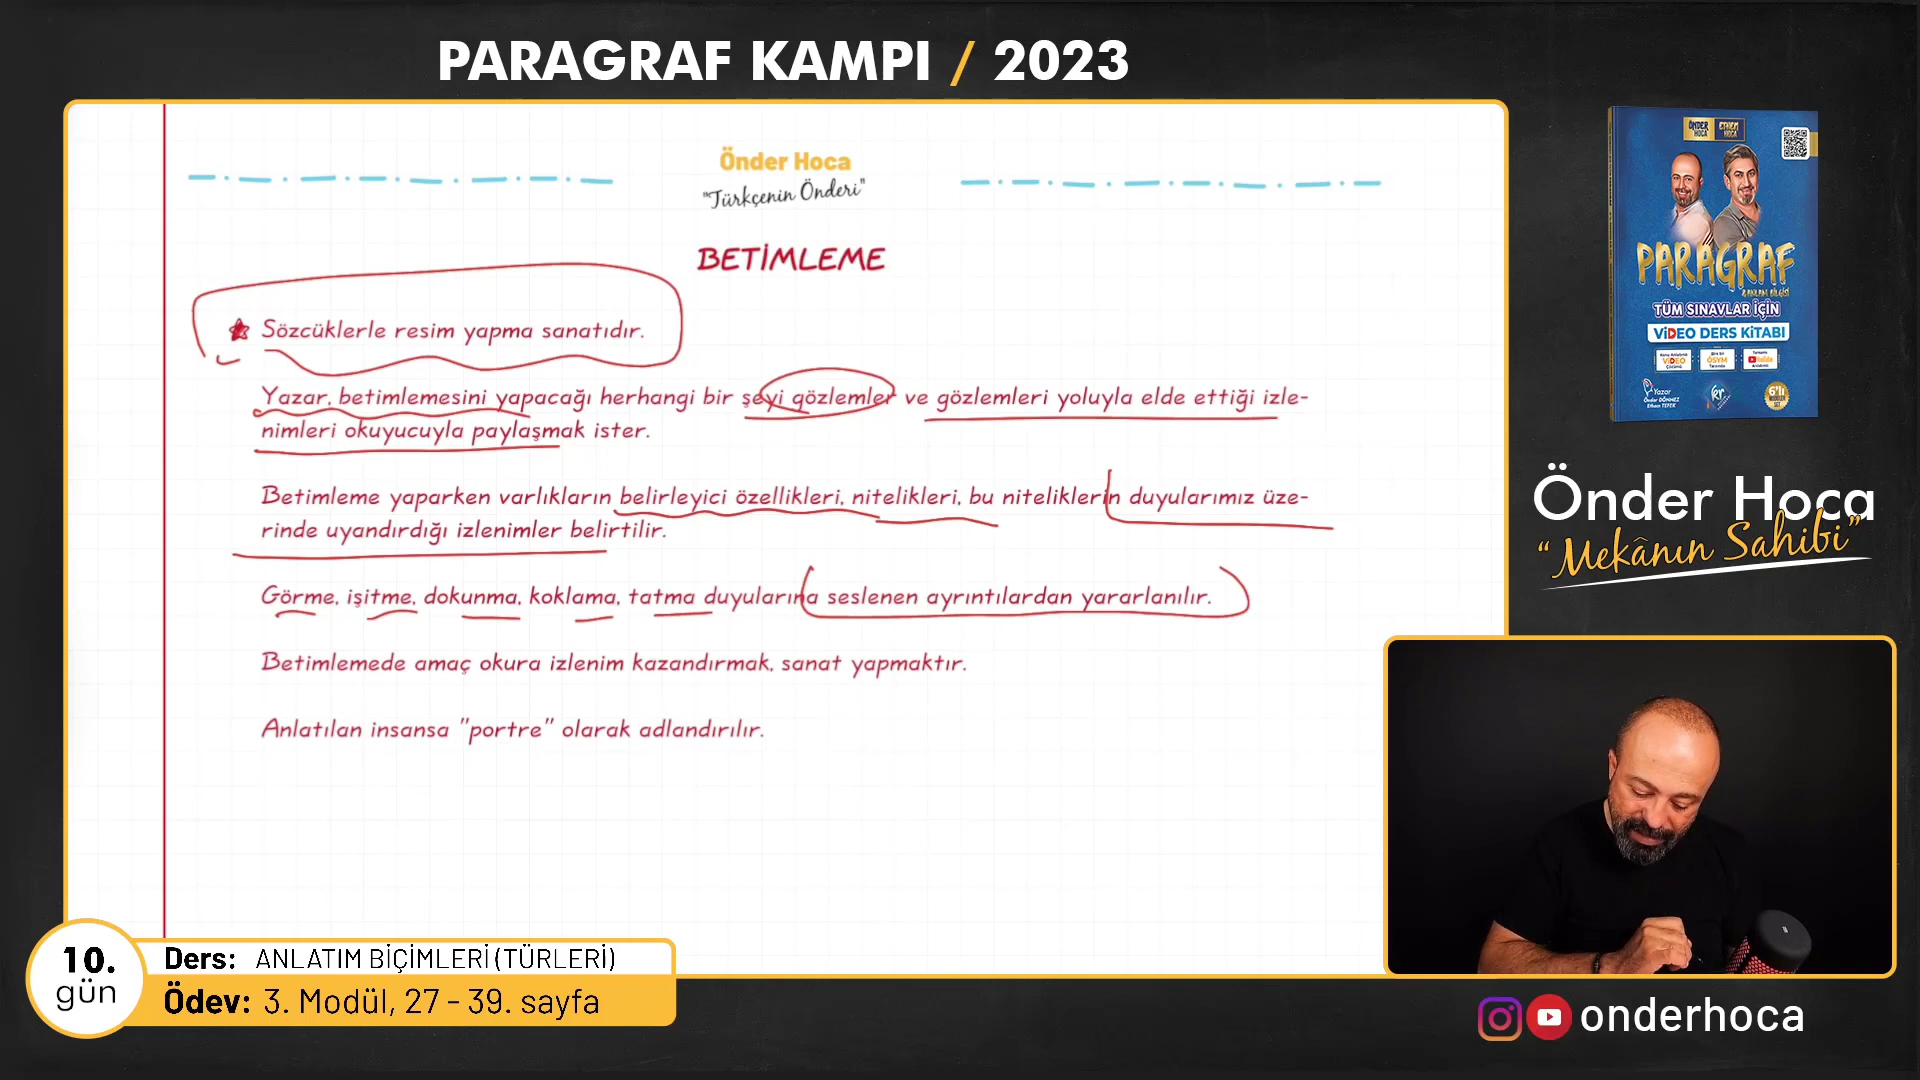 PARAGRAF KAMPI / 2023
Önder Hoca
"Türkçenin Önderi"
BETİMLEME
Sözcüklerle resim yapma sanatıdır.
Yazar, betimlemesini yapacağı herhangi bir şeyi gözlemler ve gözlemleri yoluyla elde ettiği izle-
nimleri okuyucuyla paylaşmak ister.
Betimleme yaparken varlıkların belirleyici özellikleri, nitelikleri, bu niteliklerin duyularımız üze-
rinde uyandırdığı izlenimler belirtilir.
Görme, işitme, dokunma, koklama, tatma duyularına seslenen ayrıntılardan yararlanılır.
Betimlemede amaç okura izlenim kazandırmak, sanat yapmaktır.
Anlatılan insansa "portre" olarak adlandırılır.
10.
gün
Ders: ANLATIM BİÇİMLERİ (TÜRLERİ)
Ödev: 3. Modül, 27 - 39. sayfa
ÖNDER HOCA
PARAGRAF
TÜM SINAVLAR İÇİN
VİDEO DERS KİTABI
Önder Hoca
"Mekânın Sahibi"
onderhoca